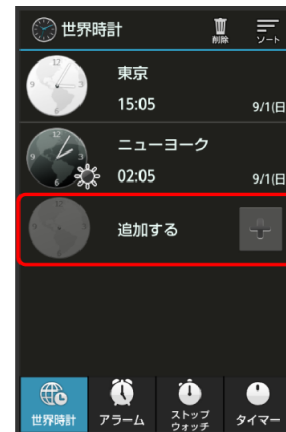 世界時計
削除
ソート
東京
15:05
9/1(日
ニューヨーク
02:05
9/1(日
追加する
世界時計
アラーム
ストップ
ウォッチ
タイマー